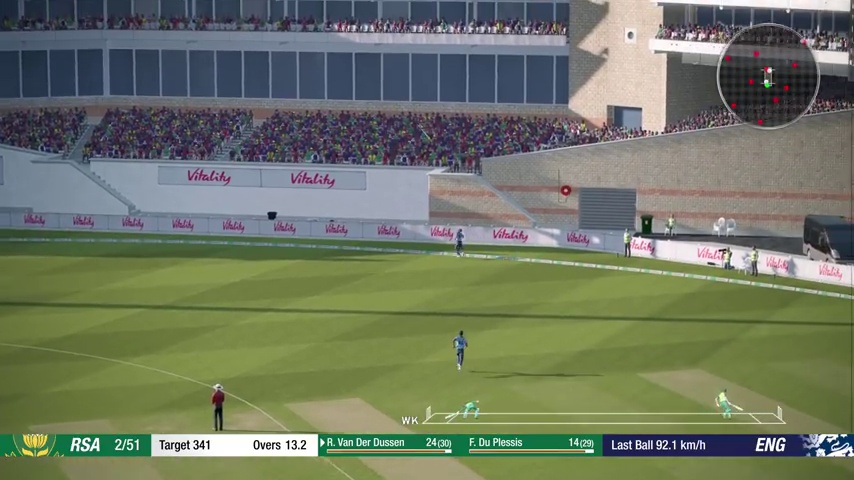 Vitality Vitality
Vitality Vitality Vitality Vitality Vitality Vitality Vitality Vitality Vitality Vitality Vitality Vitality Vitality Vitality
WK
RSA 2/51 Target 341 Overs 13.2 R. Van Der Dussen 24(30) F. Du Plessis 14(29) Last Ball 92.1 km/h ENG